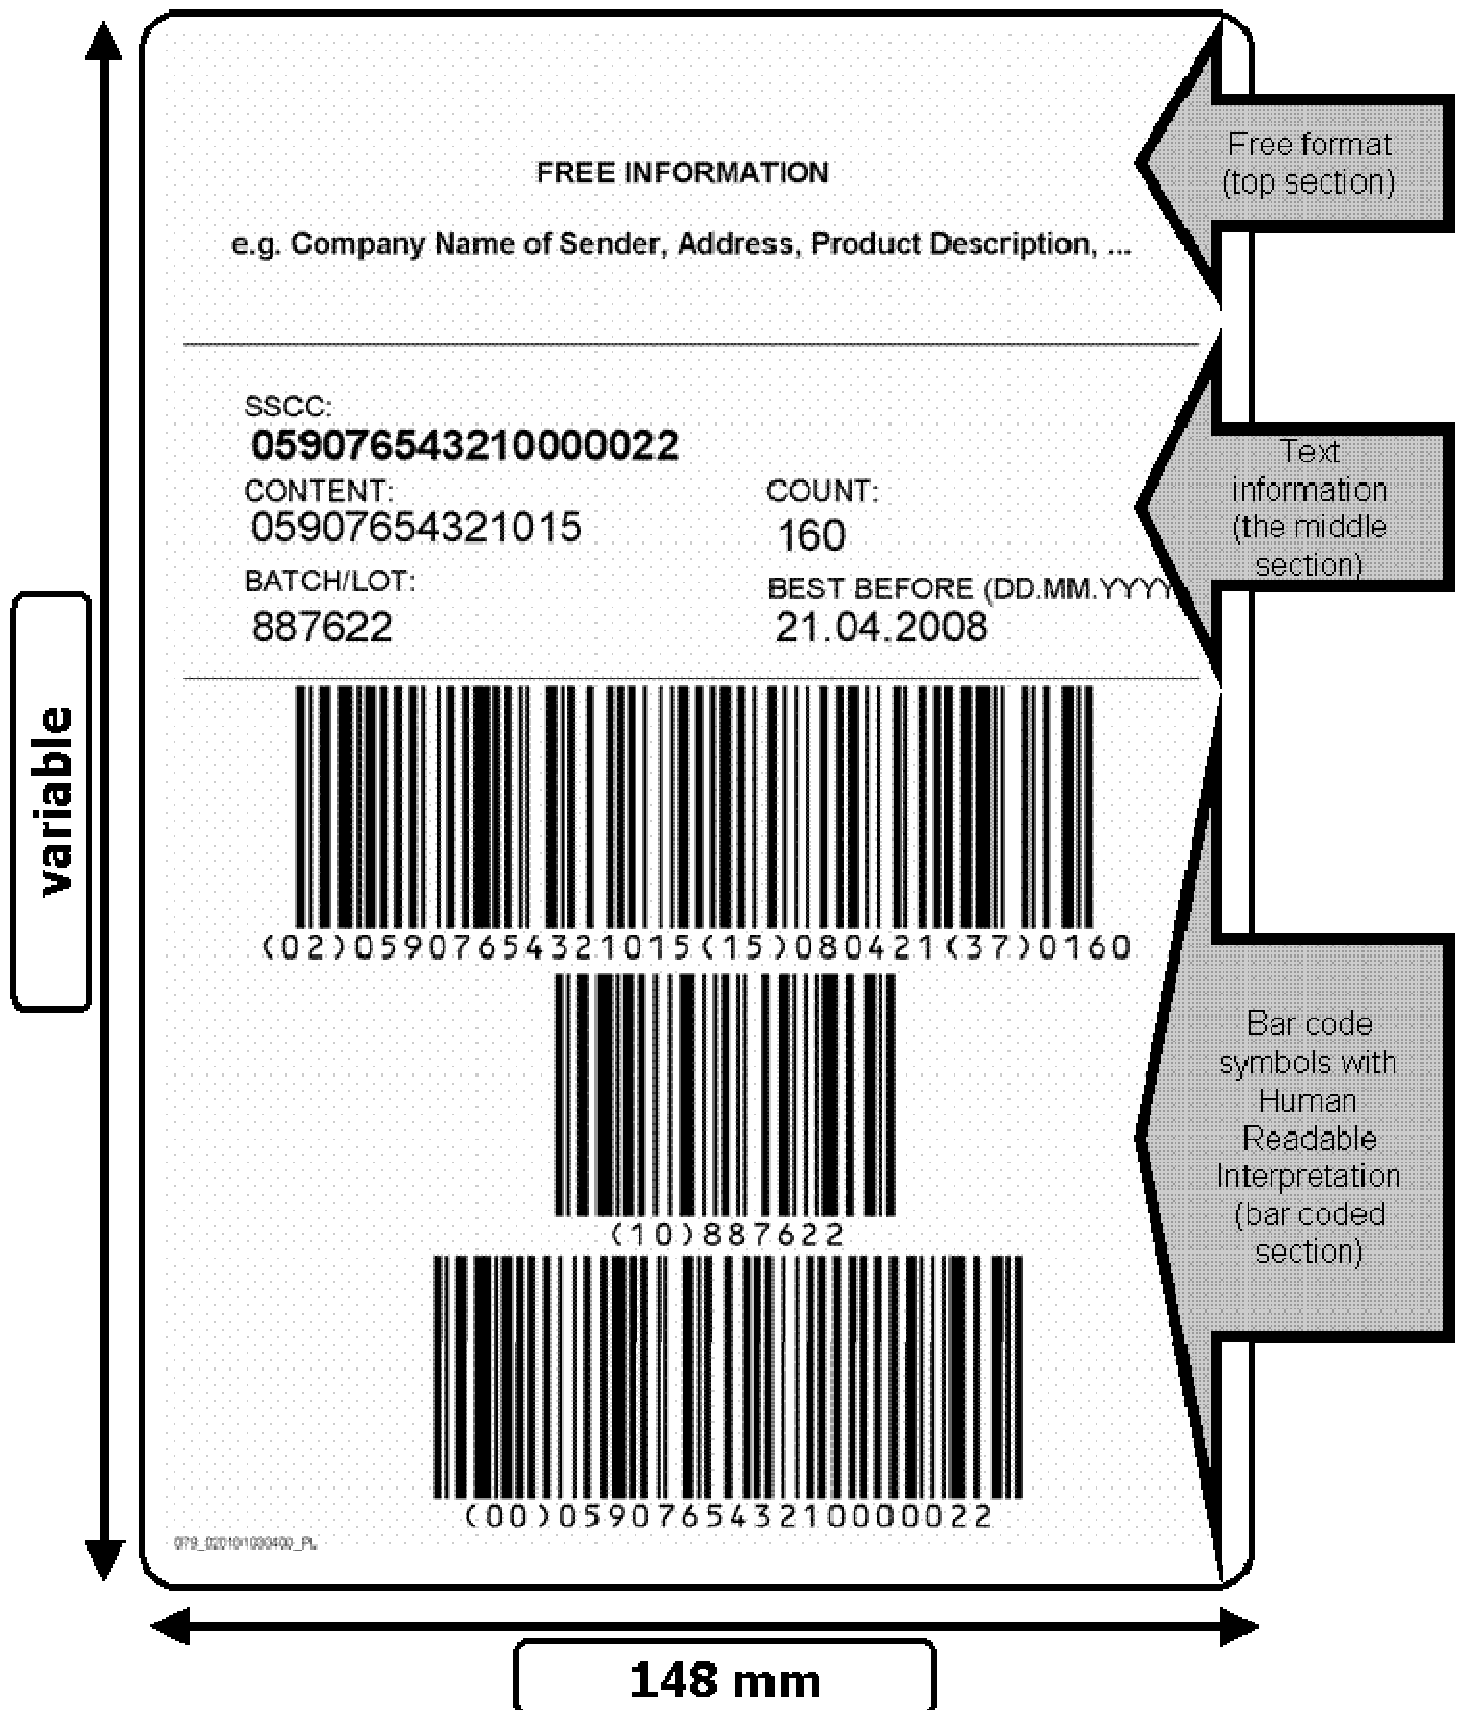 FREE INFORMATION
e.g. Company Name of Sender, Address, Product Description, ...
Free format
(top section)
SSCC:
059076543210000022
CONTENT:
05907654321015
COUNT:
160
BATCH/LOT:
887622
BEST BEFORE (DD.MM.YYYY
21.04.2008
Text
information
(the middle
section)
variable
(02)05907654321015(15)080421(37)0160
(10)887622
(00)059076543210000022
Bar code
symbols with
Human
Readable
Interpretation
(bar coded
section)
148 mm